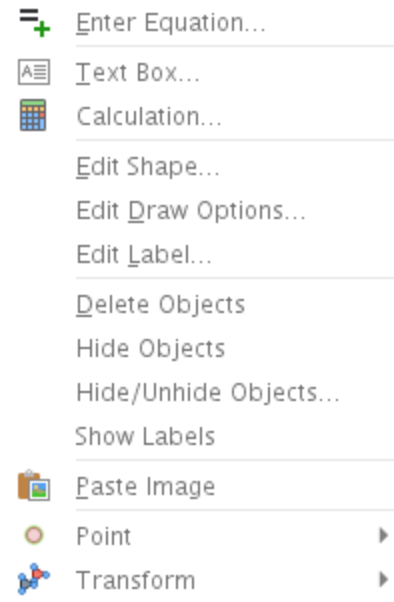 Enter Equation...
Text Box...
Calculation...
Edit Shape...
Edit Draw Options...
Edit Label...
Delete Objects
Hide Objects
Hide/Unhide Objects...
Show Labels
Paste Image
Point
Transform